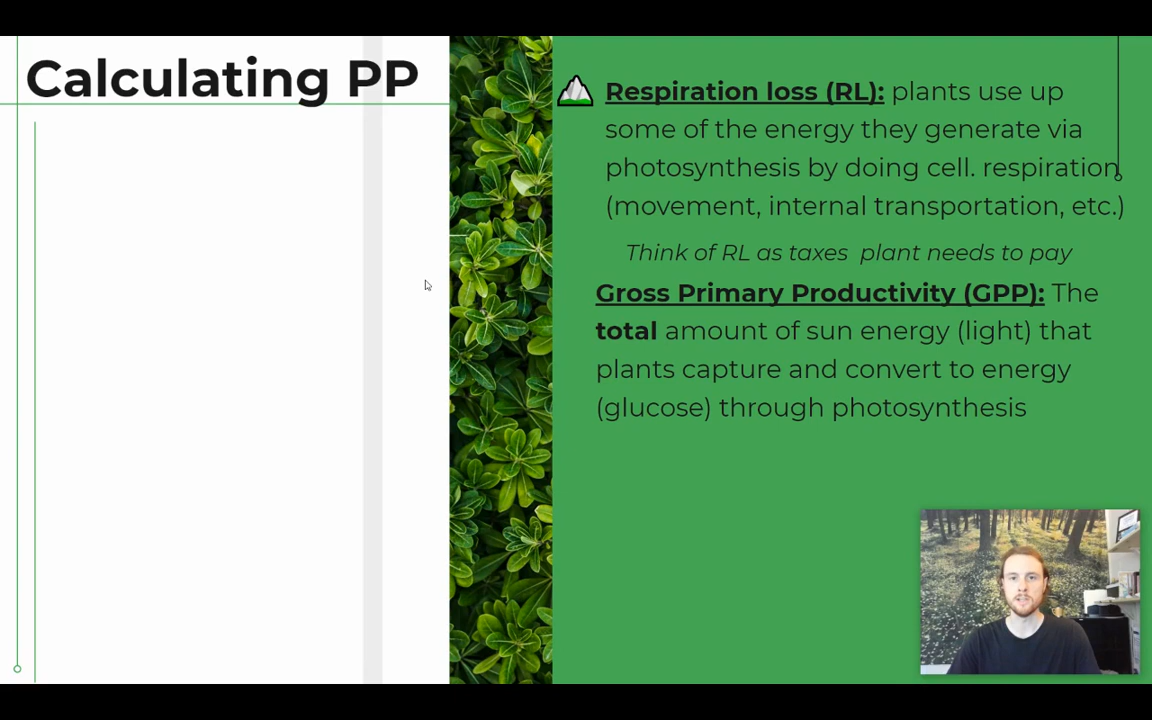 Calculating PP
Respiration loss (RL): plants use up
some of the energy they generate via
photosynthesis by doing cell. respiration
(movement, internal transportation, etc.)
Think of RL as taxes plant needs to pay
Gross Primary Productivity (GPP): The
total amount of sun energy (light) that
plants capture and convert to energy
(glucose) through photosynthesis